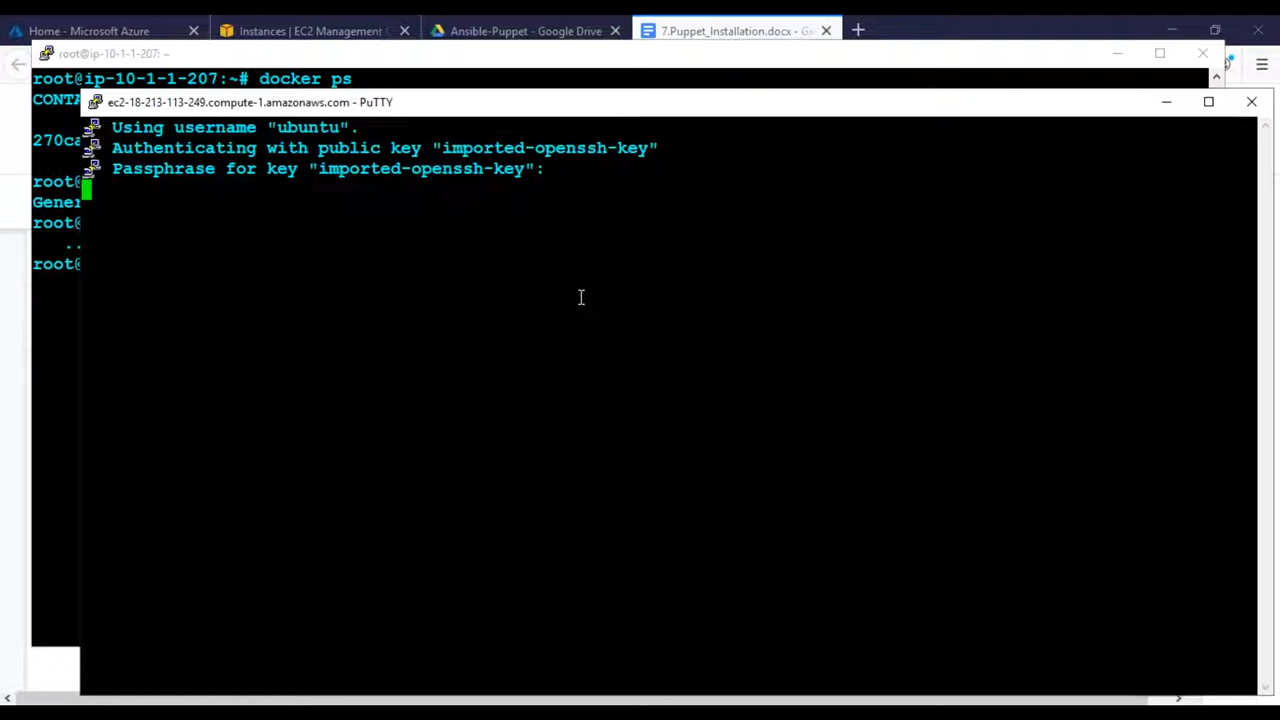 Home - Microsoft Azure
Instances | EC2 Management
Ansible-Puppet - Google Drive
7.Puppet_Installation.docx - G
root@ip-10-1-1-207: ~
root@ip-10-1-1-207:~# docker ps
CONTA
270ca
root@
Gener
root@
..
root@
ec2-18-213-113-249.compute-1.amazonaws.com - PuTTY
Using username "ubuntu".
Authenticating with public key "imported-openssh-key"
Passphrase for key "imported-openssh-key":